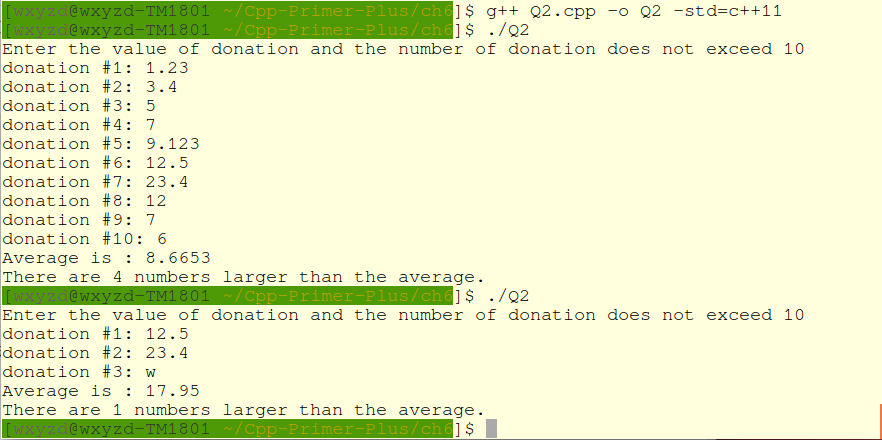 [wxyzd@wxyzd-TM1801 ~/Cpp-Primer-Plus/ch6]$ g++ Q2.cpp -o Q2 -std=c++11
[wxyzd@wxyzd-TM1801 ~/Cpp-Primer-Plus/ch6]$ ./Q2
Enter the value of donation and the number of donation does not exceed 10
donation #1: 1.23
donation #2: 3.4
donation #3: 5
donation #4: 7
donation #5: 9.123
donation #6: 12.5
donation #7: 23.4
donation #8: 12
donation #9: 7
donation #10: 6
Average is : 8.6653
There are 4 numbers larger than the average.
[wxyzd@wxyzd-TM1801 ~/Cpp-Primer-Plus/ch6]$ ./Q2
Enter the value of donation and the number of donation does not exceed 10
donation #1: 12.5
donation #2: 23.4
donation #3: w
Average is : 17.95
There are 1 numbers larger than the average.
[wxyzd@wxyzd-TM1801 ~/Cpp-Primer-Plus/ch6]$